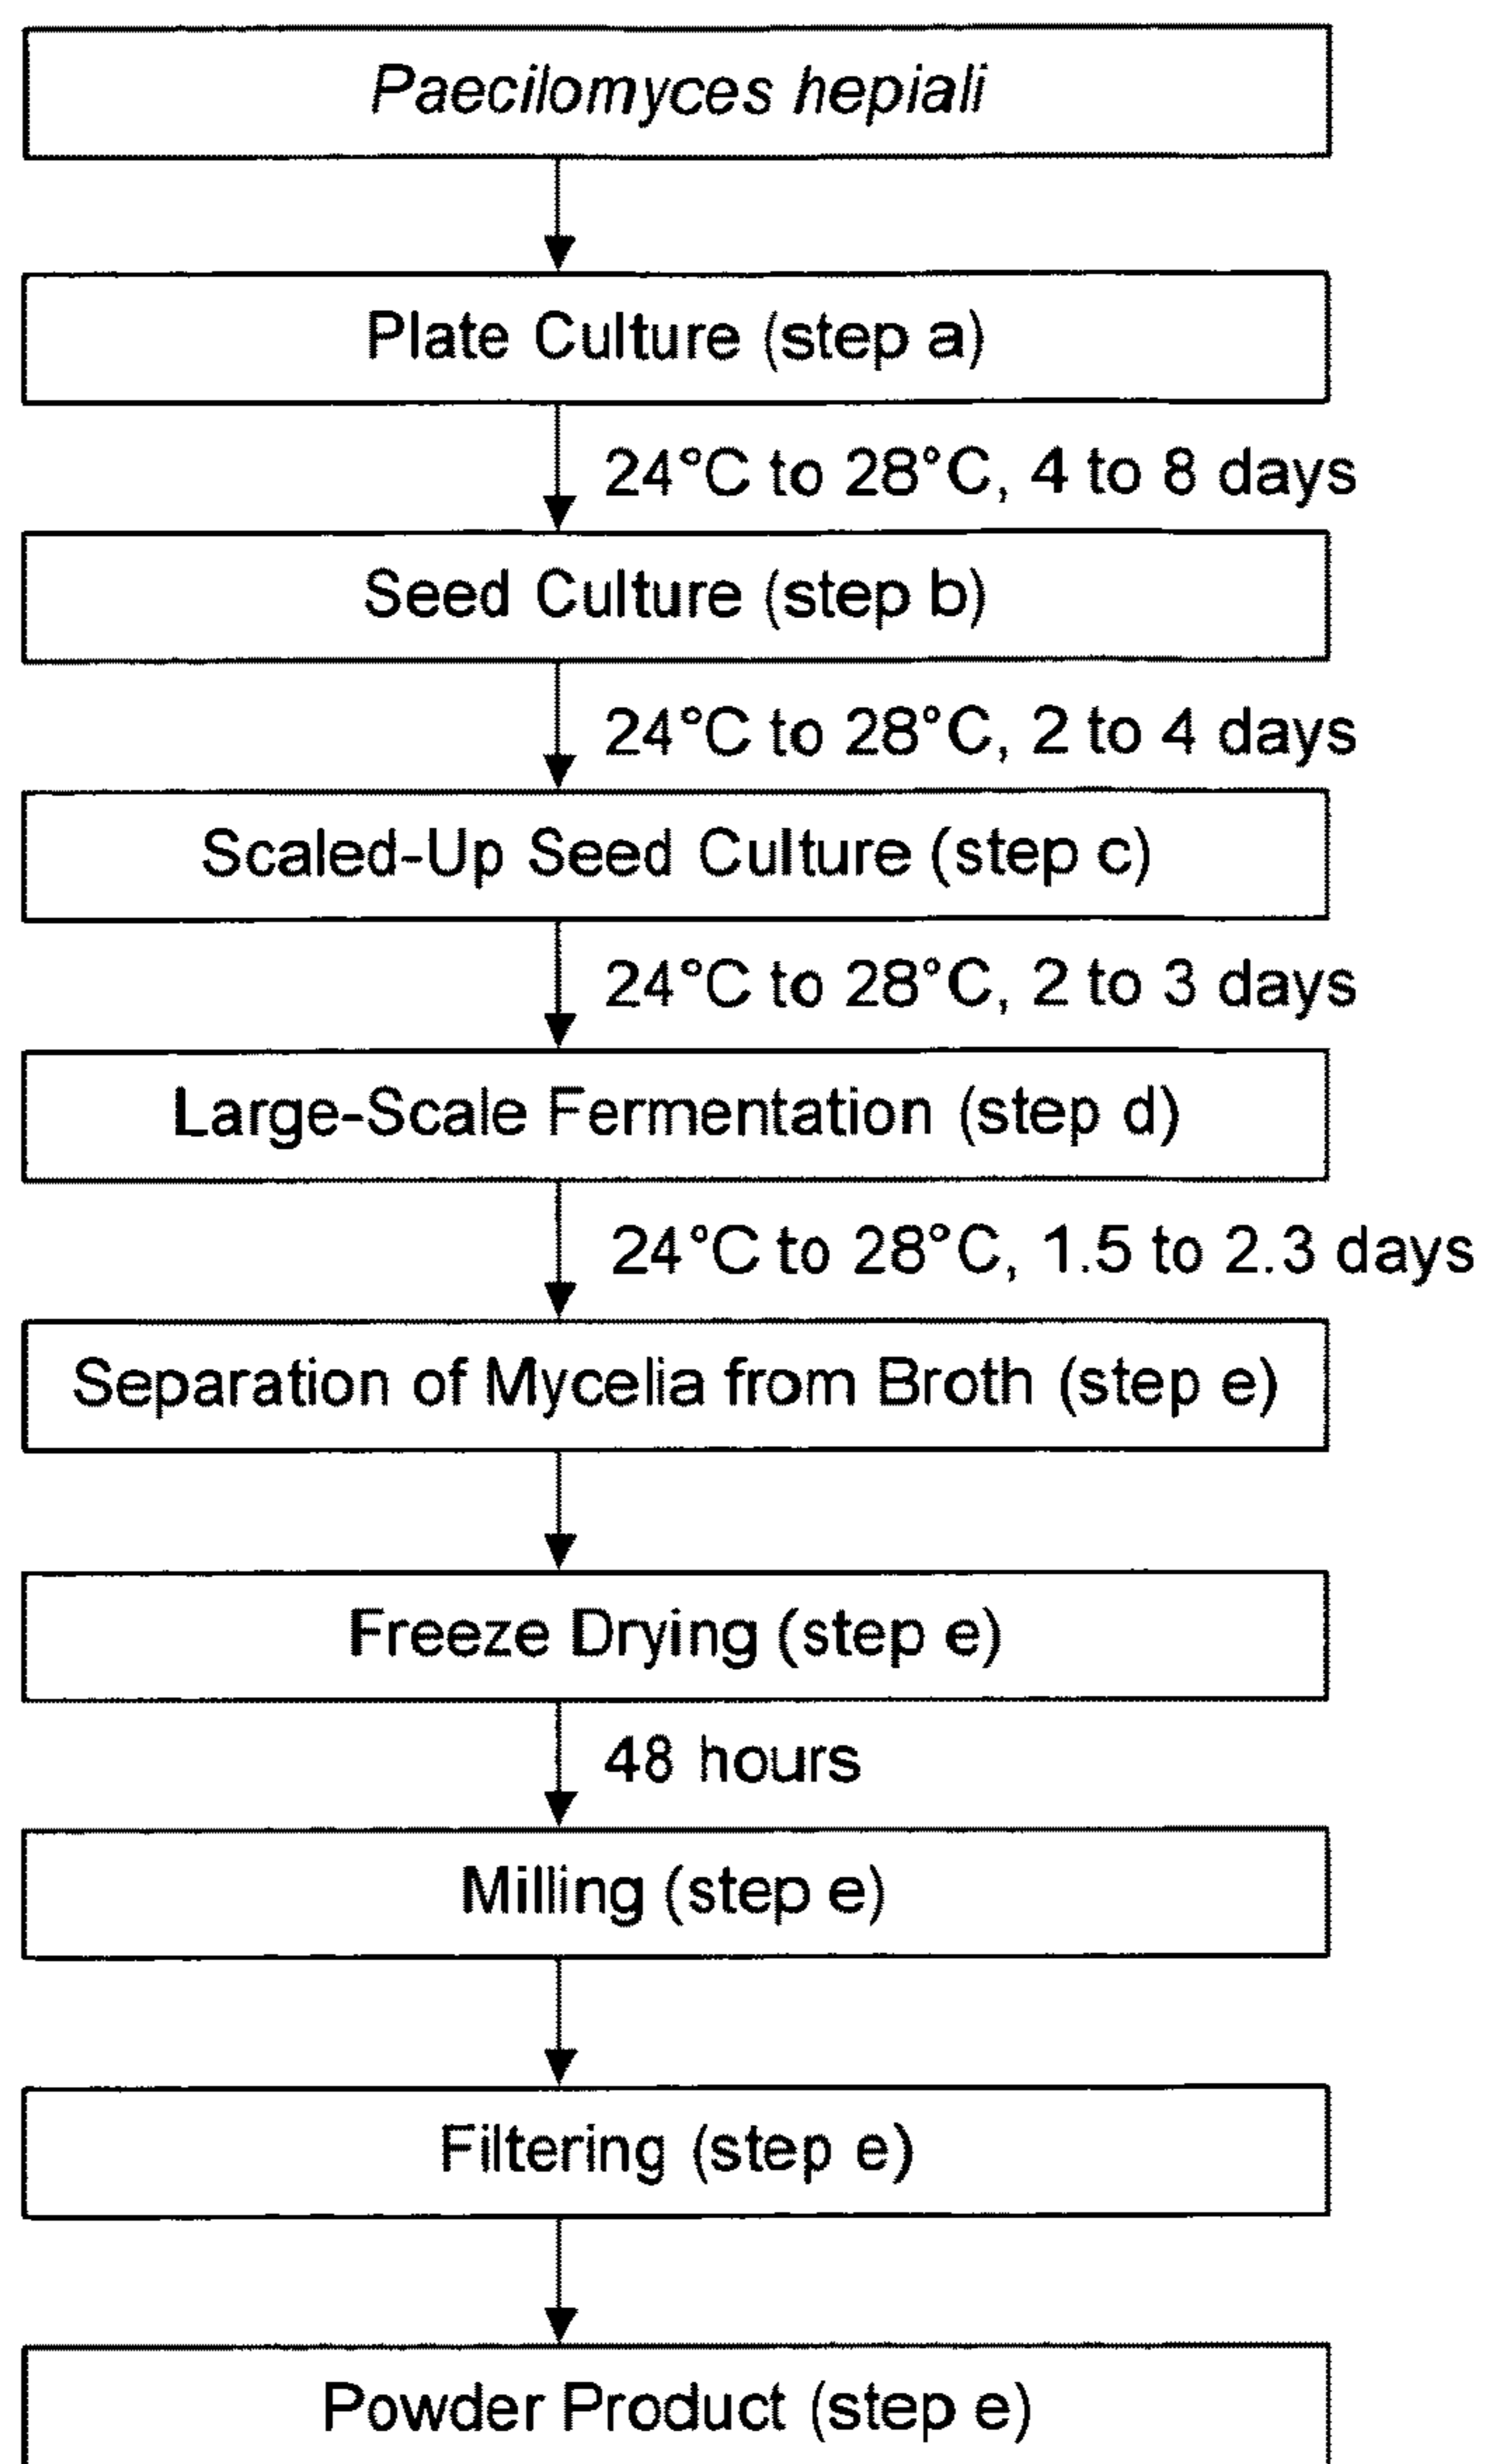 Paecilomyces hepiali
Plate Culture (step a)
24°C to 28°C, 4 to 8 days
Seed Culture (step b)
24°C to 28°C, 2 to 4 days
Scaled-Up Seed Culture (step c)
24°C to 28°C, 2 to 3 days
Large-Scale Fermentation (step d)
24°C to 28°C, 1.5 to 2.3 days
Separation of Mycelia from Broth (step e)
Freeze Drying (step e)
48 hours
Milling (step e)
Filtering (step e)
Powder Product (step e)